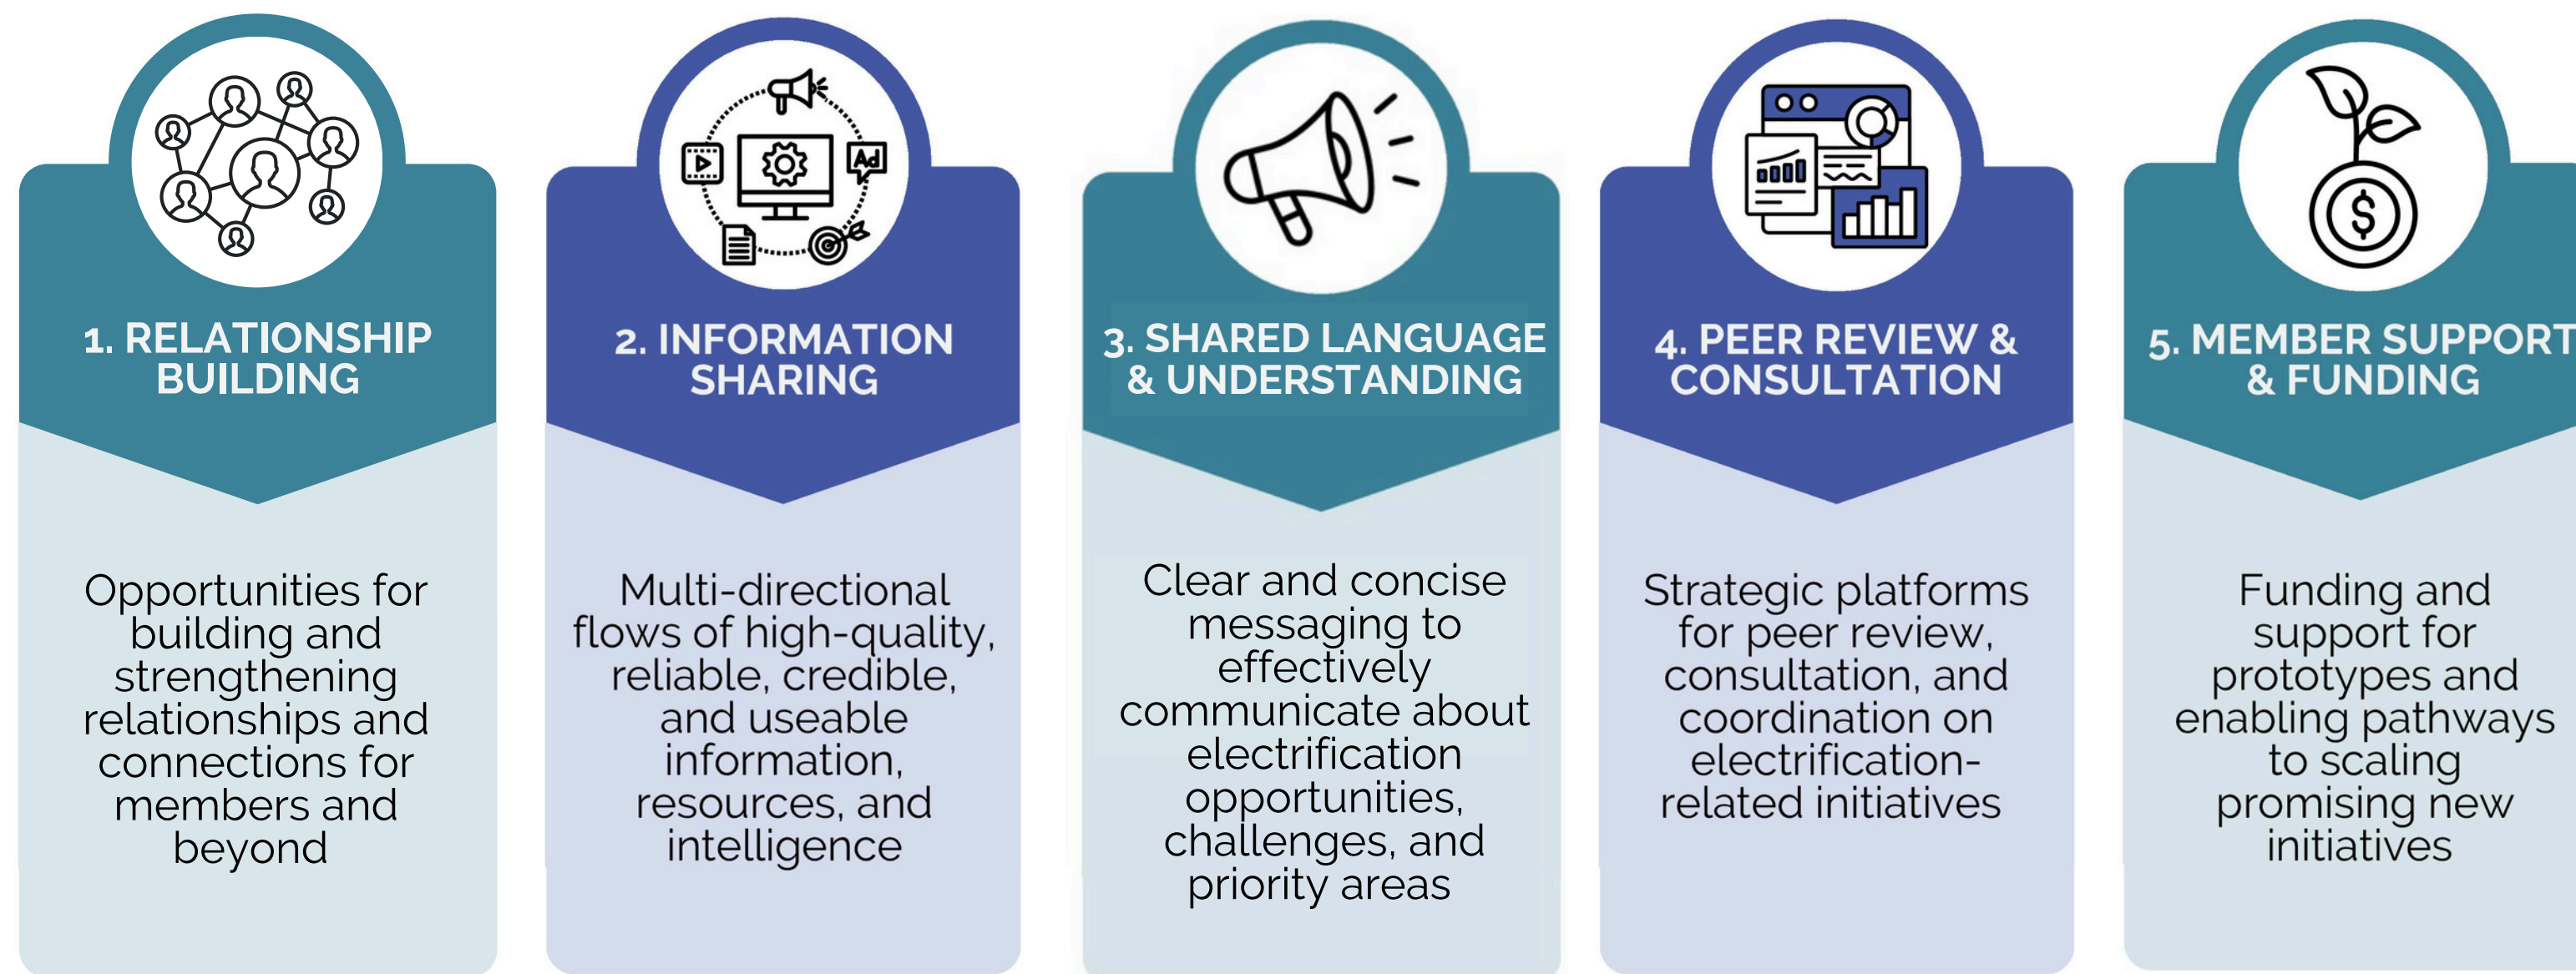 1. RELATIONSHIP
BUILDING
Opportunities for
building and
strengthening
relationships and
connections for
members and
beyond
Ad
2. INFORMATION
SHARING
Multi-directional
flows of high-quality,
reliable, credible,
and useable
information,
resources, and
intelligence
3. SHARED LANGUAGE
& UNDERSTANDING
Clear and concise
messaging to
effectively
communicate about
electrification
opportunities,
challenges, and
priority areas
4. PEER REVIEW &
CONSULTATION
Strategic platforms
for peer review,
consultation, and
coordination on
electrification-
related initiatives
$
5. MEMBER SUPPORT
& FUNDING
Funding and
support for
prototypes and
enabling pathways
to scaling
promising new
initiatives